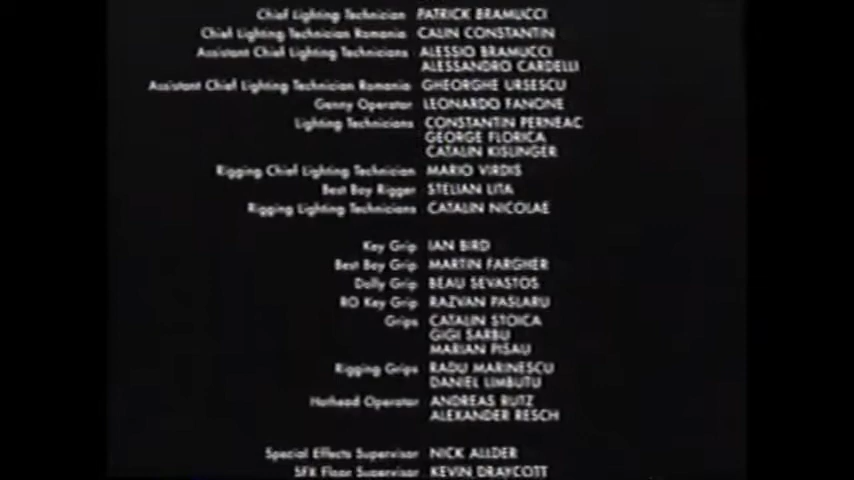 Chief Lighting Technician PATRICK BRAMUCCI
Chief Lighting Technician Romania CALIN CONSTANTIN
Assistant Chief Lighting Technicians ALESSIO BRAMUCCI
ALESSANDRO CARDELLI
Assistant Chief Lighting Technician Romania GHEORGHE URSESCU
Genny Operator LEONARDO FANONE
Lighting Technicians CONSTANTIN PERNEAC
GEORGE FLORICA
CATALIN KISLINGER
Rigging Chief Lighting Technician MARIO VIRDIS
Best Boy Rigger STELIAN LITA
Rigging Lighting Technicians CATALIN NICOLAE
Key Grip IAN BIRD
Best Boy Grip MARTIN FARGHER
Dolly Grip BEAU SEVASTOS
RO Key Grip RAZVAN PASLARU
Grips CATALIN STOICA
GIGI SARBU
MARIAN PISAU
Rigging Grips RADU MARINESCU
DANIEL LIMBUTU
Hothead Operator ANDREAS RUTZ
ALEXANDER RESCH
Special Effects Supervisor NICK ALLDER
SFX Floor Supervisor KEVIN DRAYCOTT